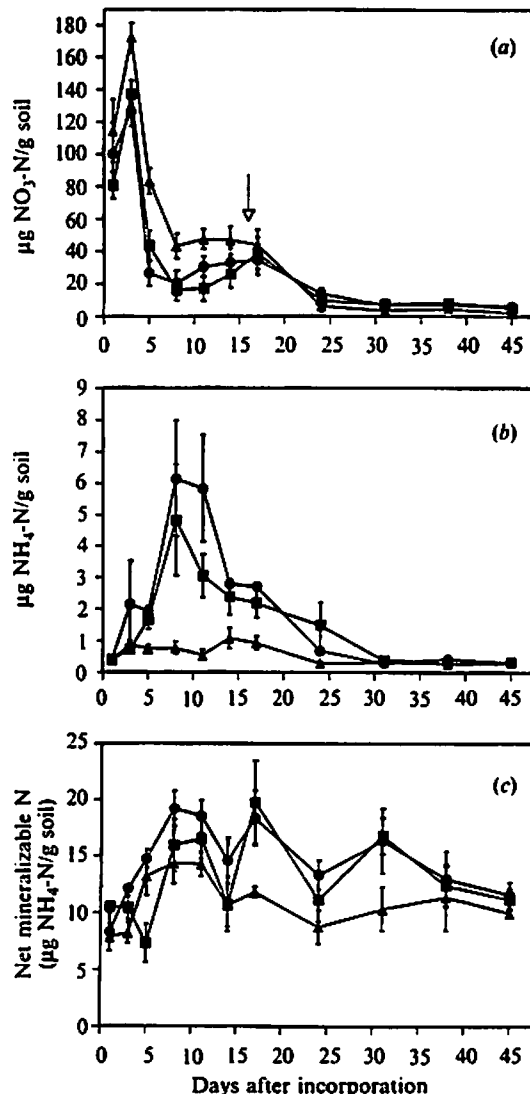 180
160
140
120
100
80
60
40
20
0
µg NO₃-N/g soil
(a)
0 5 10 15 20 25 30 35 40 45
9
8
7
6
5
4
3
2
1
0
µg NH₄-N/g soil
(b)
0 5 10 15 20 25 30 35 40 45
25
20
15
10
5
0
Net mineralizable N
(µg NH₄-N/g soil)
(c)
0 5 10 15 20 25 30 35 40 45
Days after incorporation